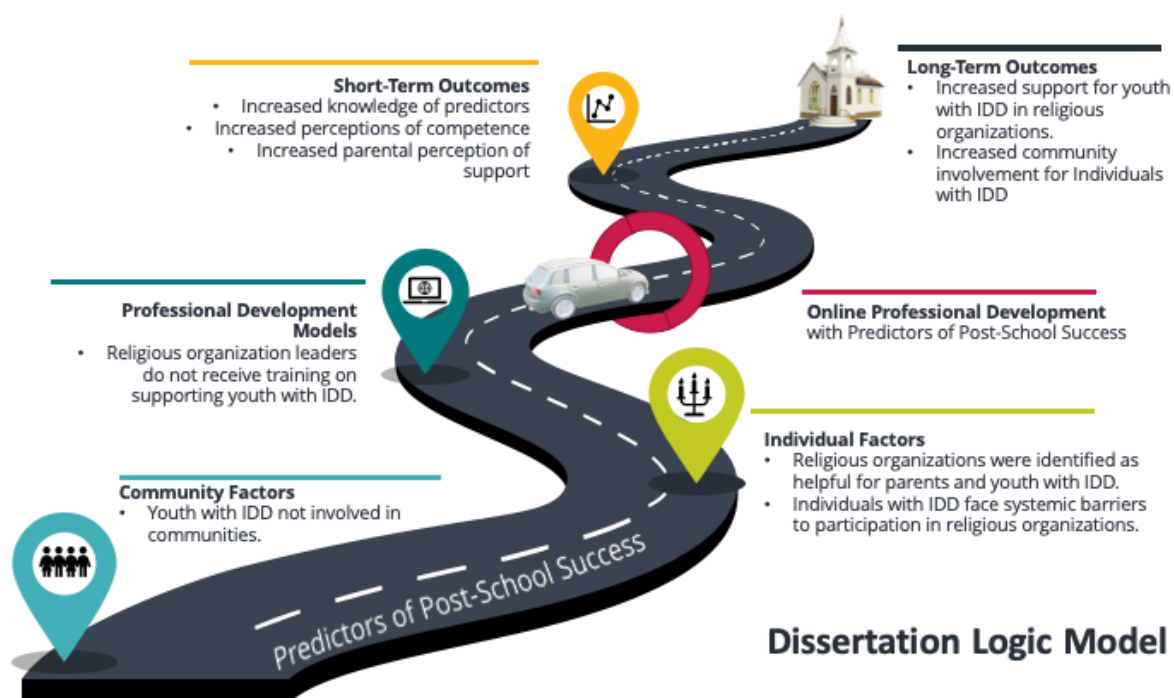 Short-Term Outcomes
• Increased knowledge of predictors
• Increased perceptions of competence
• Increased parental perception of
support
Long-Term Outcomes
• Increased support for youth
with IDD in religious
organizations.
• Increased community
involvement for Individuals
with IDD
Professional Development
Models
• Religious organization leaders
do not receive training on
supporting youth with IDD.
Online Professional Development
with Predictors of Post-School Success
Individual Factors
• Religious organizations were identified as
helpful for parents and youth with IDD.
• Individuals with IDD face systemic barriers
to participation in religious organizations.
Community Factors
• Youth with IDD not involved in
communities.
Predictors of Post-School Success
Dissertation Logic Model